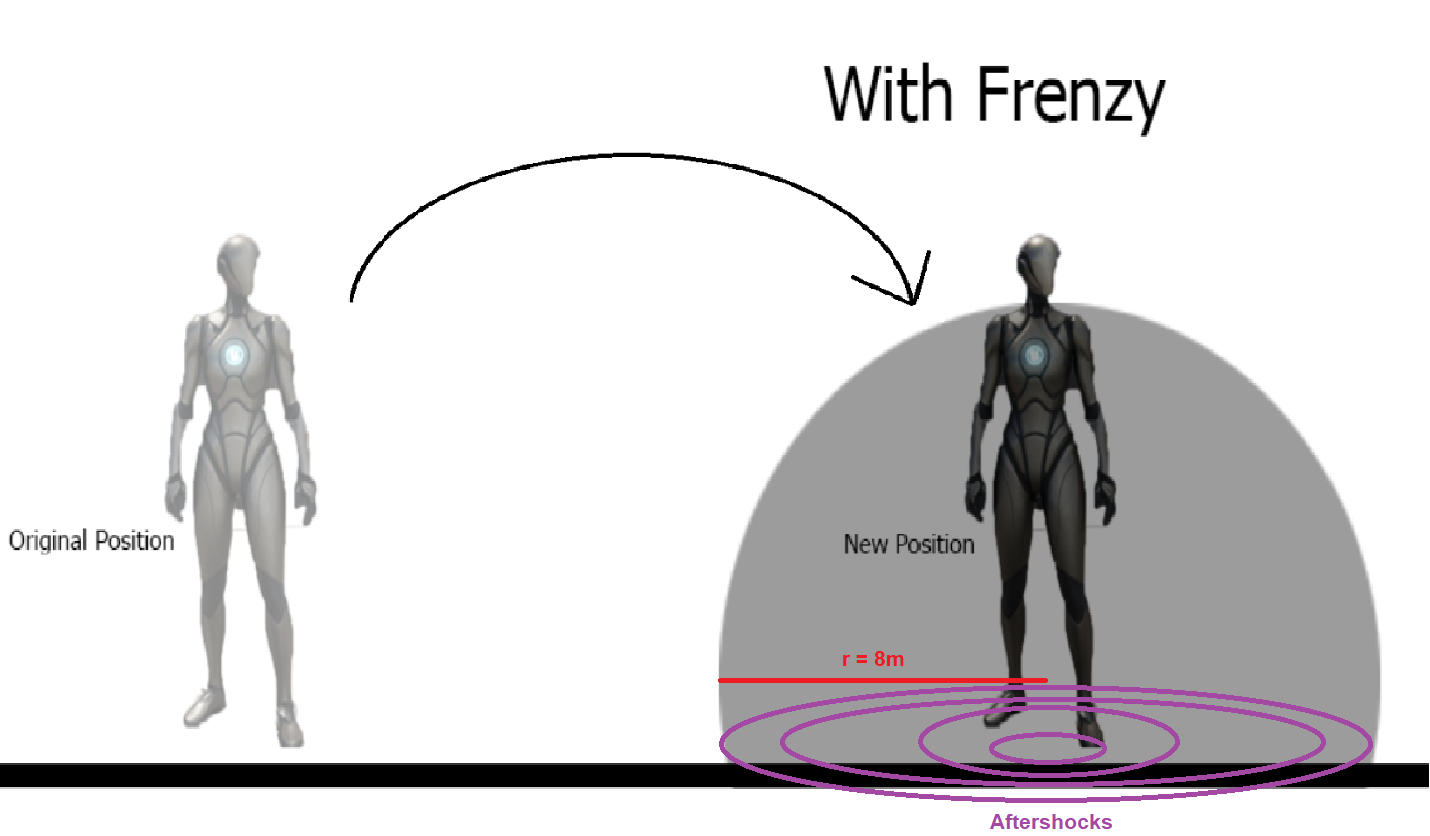 With Frenzy
Original Position
New Position
r = 8m
Aftershocks